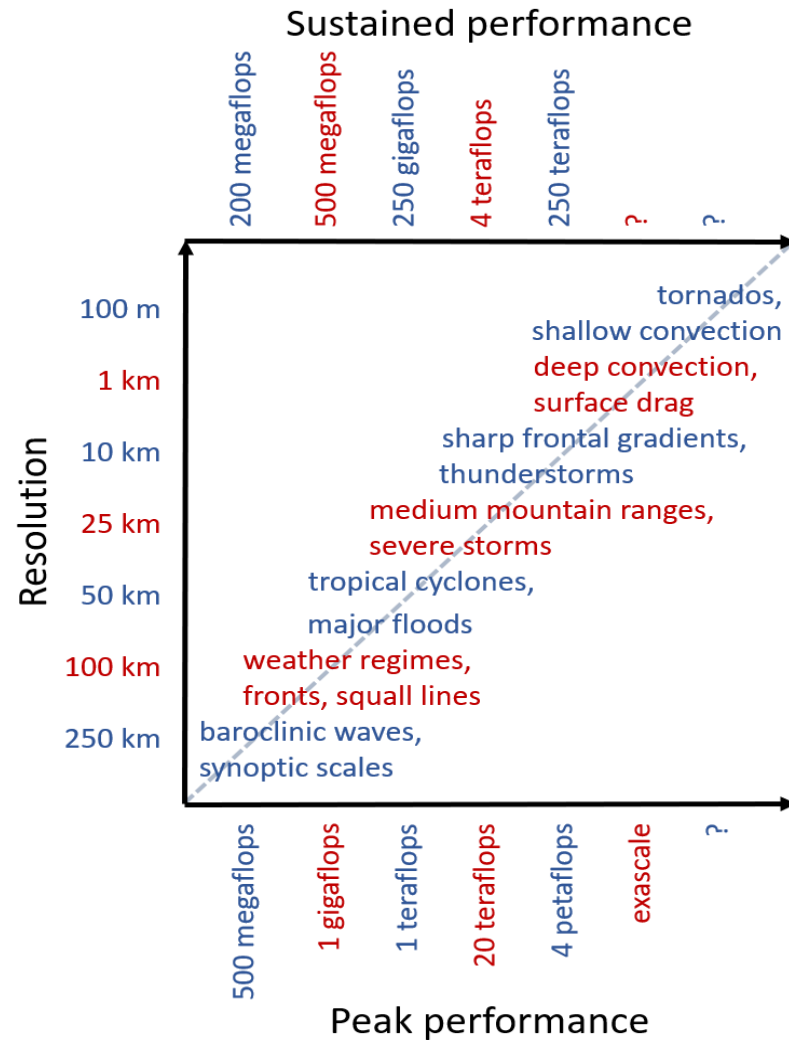 Sustained performance
200 megaflops
500 megaflops
250 gigaflops
4 teraflops
250 teraflops
?
?
Resolution
100 m
1 km
10 km
25 km
50 km
100 km
250 km
tornados,
shallow convection
deep convection,
surface drag
sharp frontal gradients,
thunderstorms
medium mountain ranges,
severe storms
tropical cyclones,
major floods
weather regimes,
fronts, squall lines
baroclinic waves,
synoptic scales
500 megaflops
1 gigaflops
1 teraflops
20 teraflops
4 petaflops
exascale
?
Peak performance